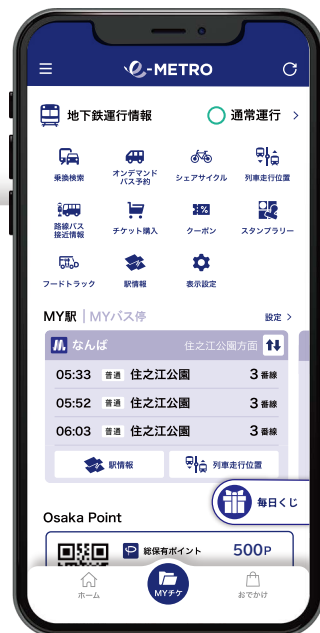 e-METRO
地下鉄運行情報 通常運行
乗換検索
オンデマンド
バス予約
シェアサイクル
列車走行位置
路線バス
接近情報
チケット購入
クーポン
スタンプラリー
フードトラック
駅情報
表示設定
MY駅 | MYバス停 設定
なんば 住之江公園方面
05:33 普通 住之江公園 3番線
05:52 普通 住之江公園 3番線
06:03 普通 住之江公園 3番線
駅情報 列車走行位置
毎日くじ
Osaka Point
総保有ポイント 500P
ホーム
MYチケ
おでかけ